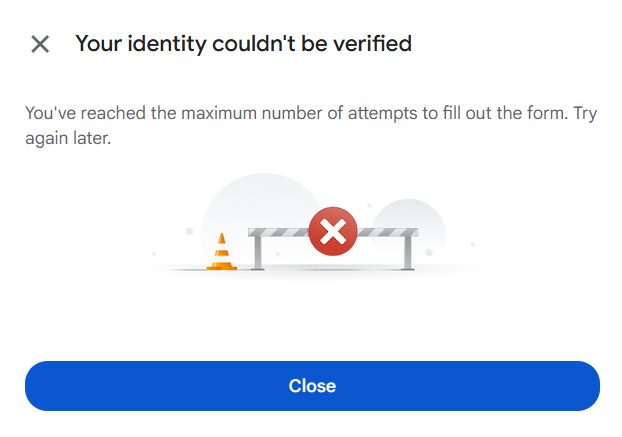 Your identity couldn't be verified
You've reached the maximum number of attempts to fill out the form. Try
again later.
Close